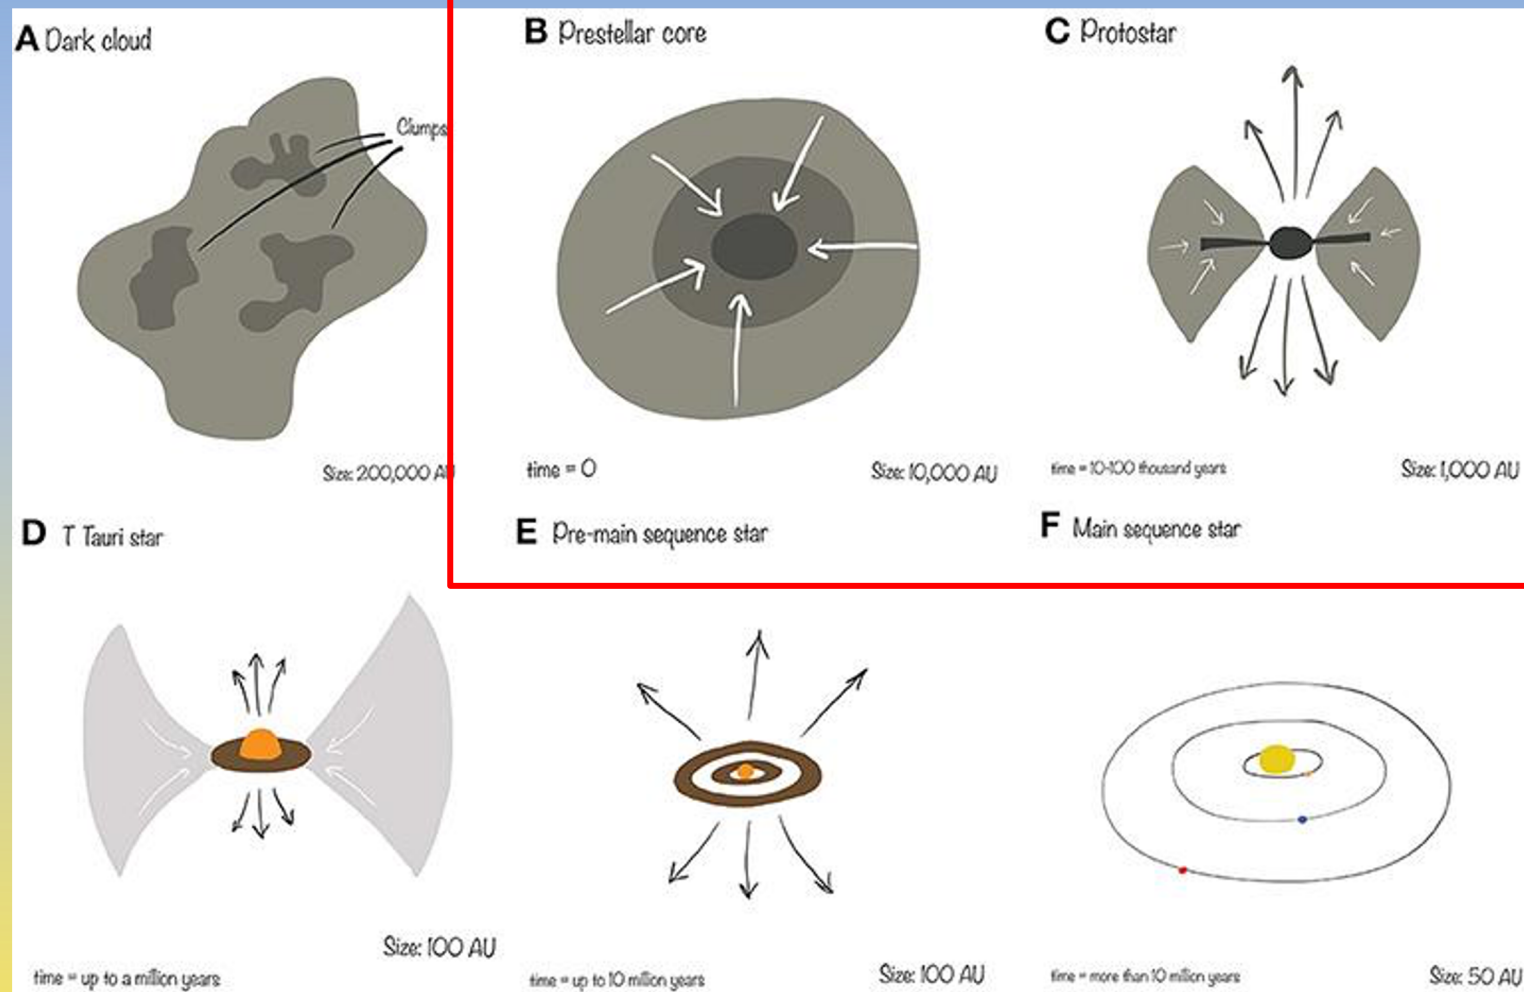 A Dark cloud
B Prestellar core
C Protostar
Clumps
Size: 200,000 AU
time = 0
Size: 10,000 AU
time = 10-100 thousand years
Size: 1,000 AU
D T Tauri star
E Pre-main sequence star
F Main sequence star
Size: 100 AU
time = up to a million years
time = up to 10 million years
Size: 100 AU
time = more than 10 million years
Size: 50 AU